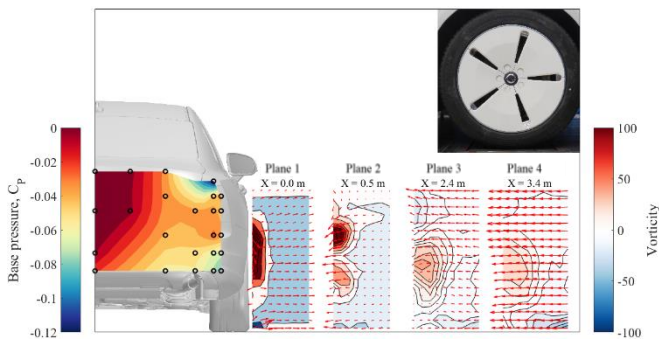 Base pressure, C_P
0
-0.02
-0.04
-0.06
-0.08
-0.1
-0.12
Plane 1
X = 0.0 m
Plane 2
X = 0.5 m
Plane 3
X = 2.4 m
Plane 4
X = 3.4 m
100
50
0
-50
-100
Vorticity